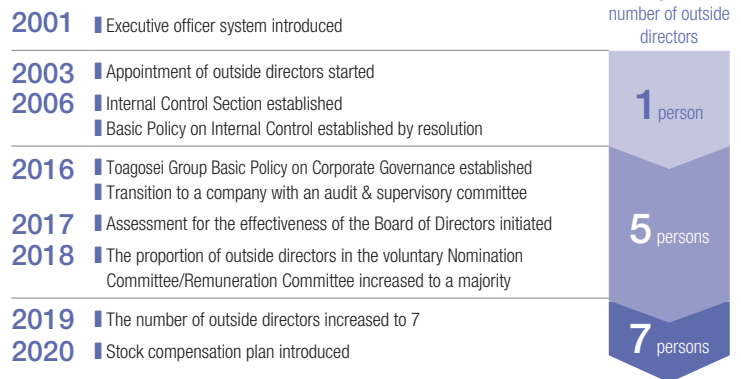 number of outside
directors
2001 Executive officer system introduced
2003 Appointment of outside directors started
2006 Internal Control Section established
Basic Policy on Internal Control established by resolution
1 person
2016 Toagosei Group Basic Policy on Corporate Governance established
Transition to a company with an audit & supervisory committee
2017 Assessment for the effectiveness of the Board of Directors initiated
2018 The proportion of outside directors in the voluntary Nomination
Committee/Remuneration Committee increased to a majority
5 persons
2019 The number of outside directors increased to 7
2020 Stock compensation plan introduced
7 persons